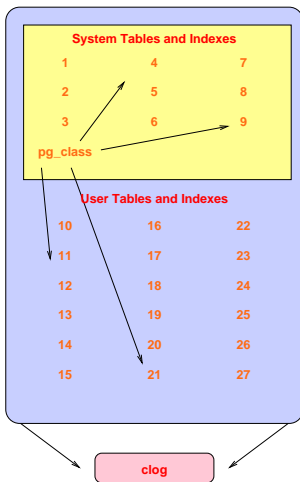 System Tables and Indexes
1 4 7
2 5 8
3 6 9
pg_class
User Tables and Indexes
10 16 22
11 17 23
12 18 24
13 19 25
14 20 26
15 21 27
clog